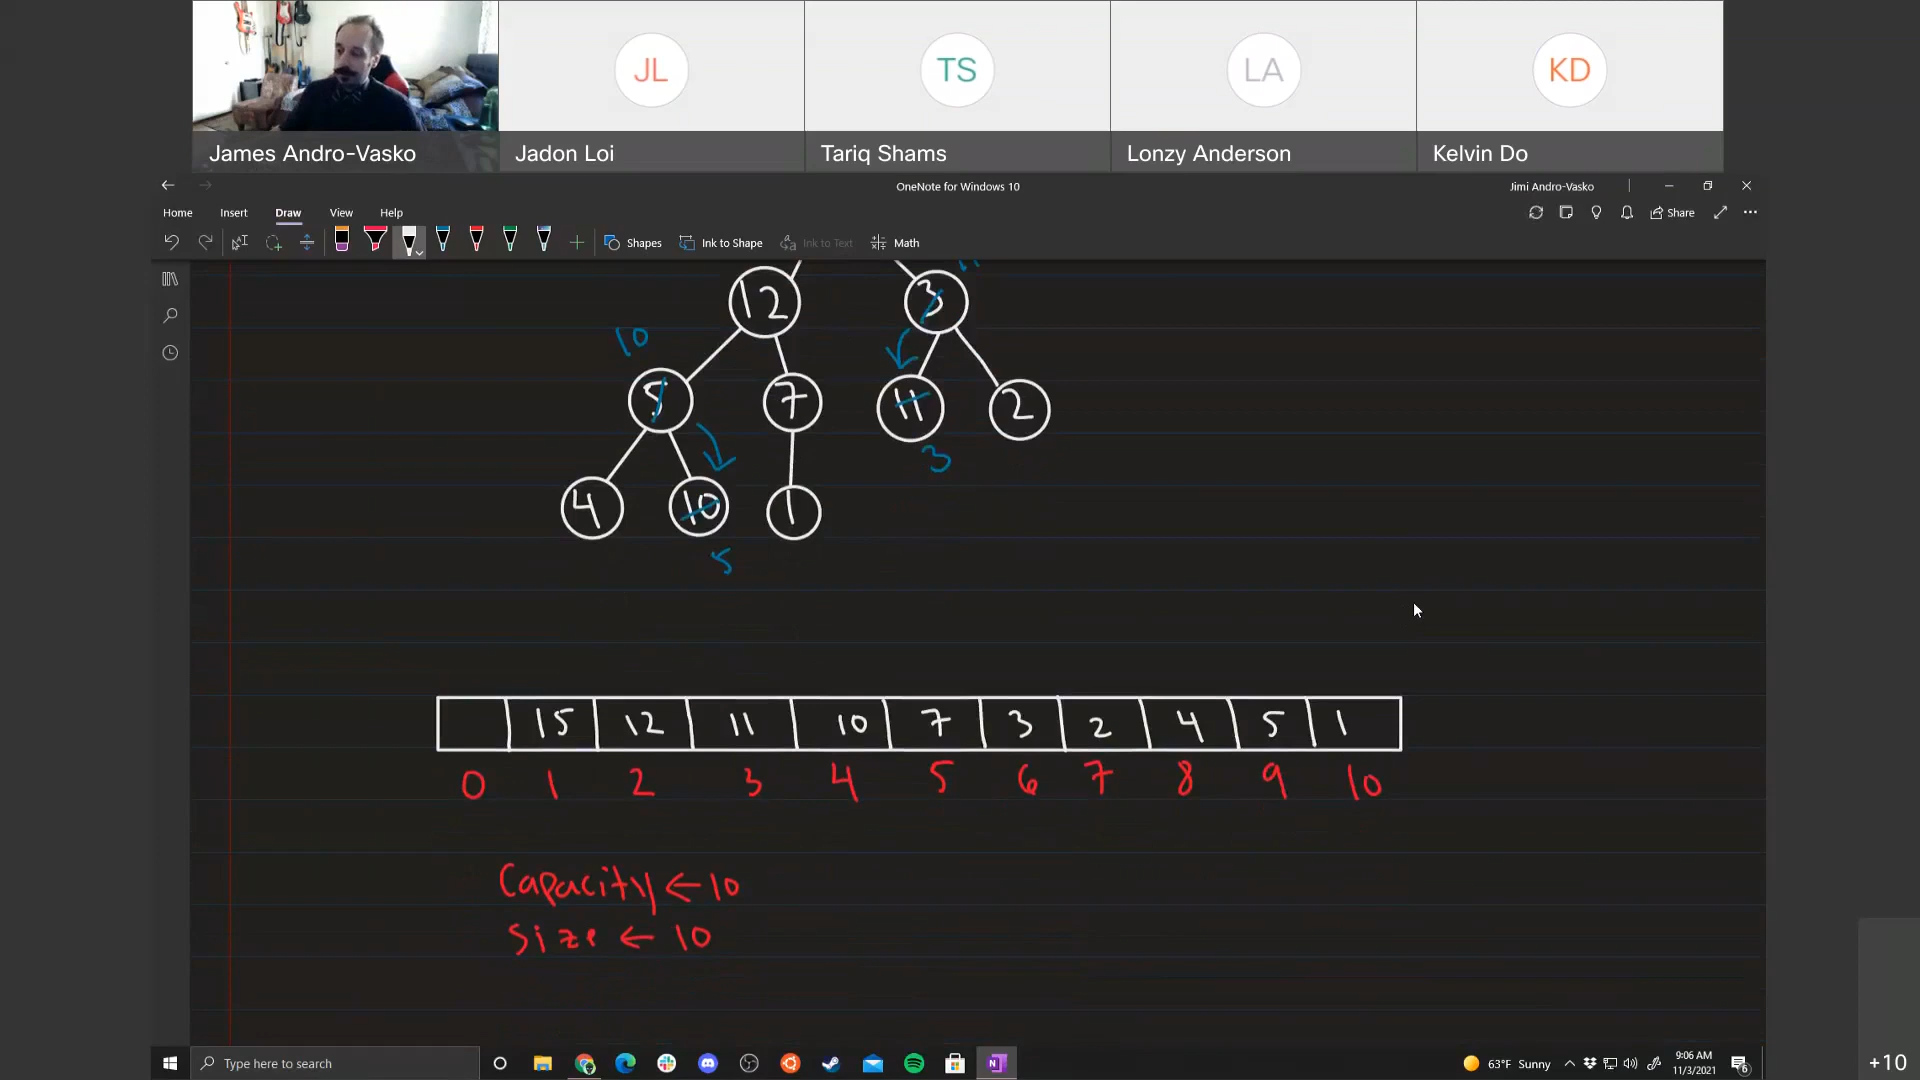 JL
TS
LA
KD
James Andro-Vasko
Jadon Loi
Tariq Shams
Lonzy Anderson
Kelvin Do
OneNote for Windows 10
Jimi Andro-Vasko
Home Insert Draw View Help
Share
Shapes Ink to Shape Ink to Text Math
12 3
10
5 7 11 2
3
4 10 1
5
15 12 11 10 7 3 2 4 5 1
0 1 2 3 4 5 6 7 8 9 10
Capacity ← 10
Size ← 10
Type here to search
63°F Sunny
9:06 AM
11/3/2021
6
+10